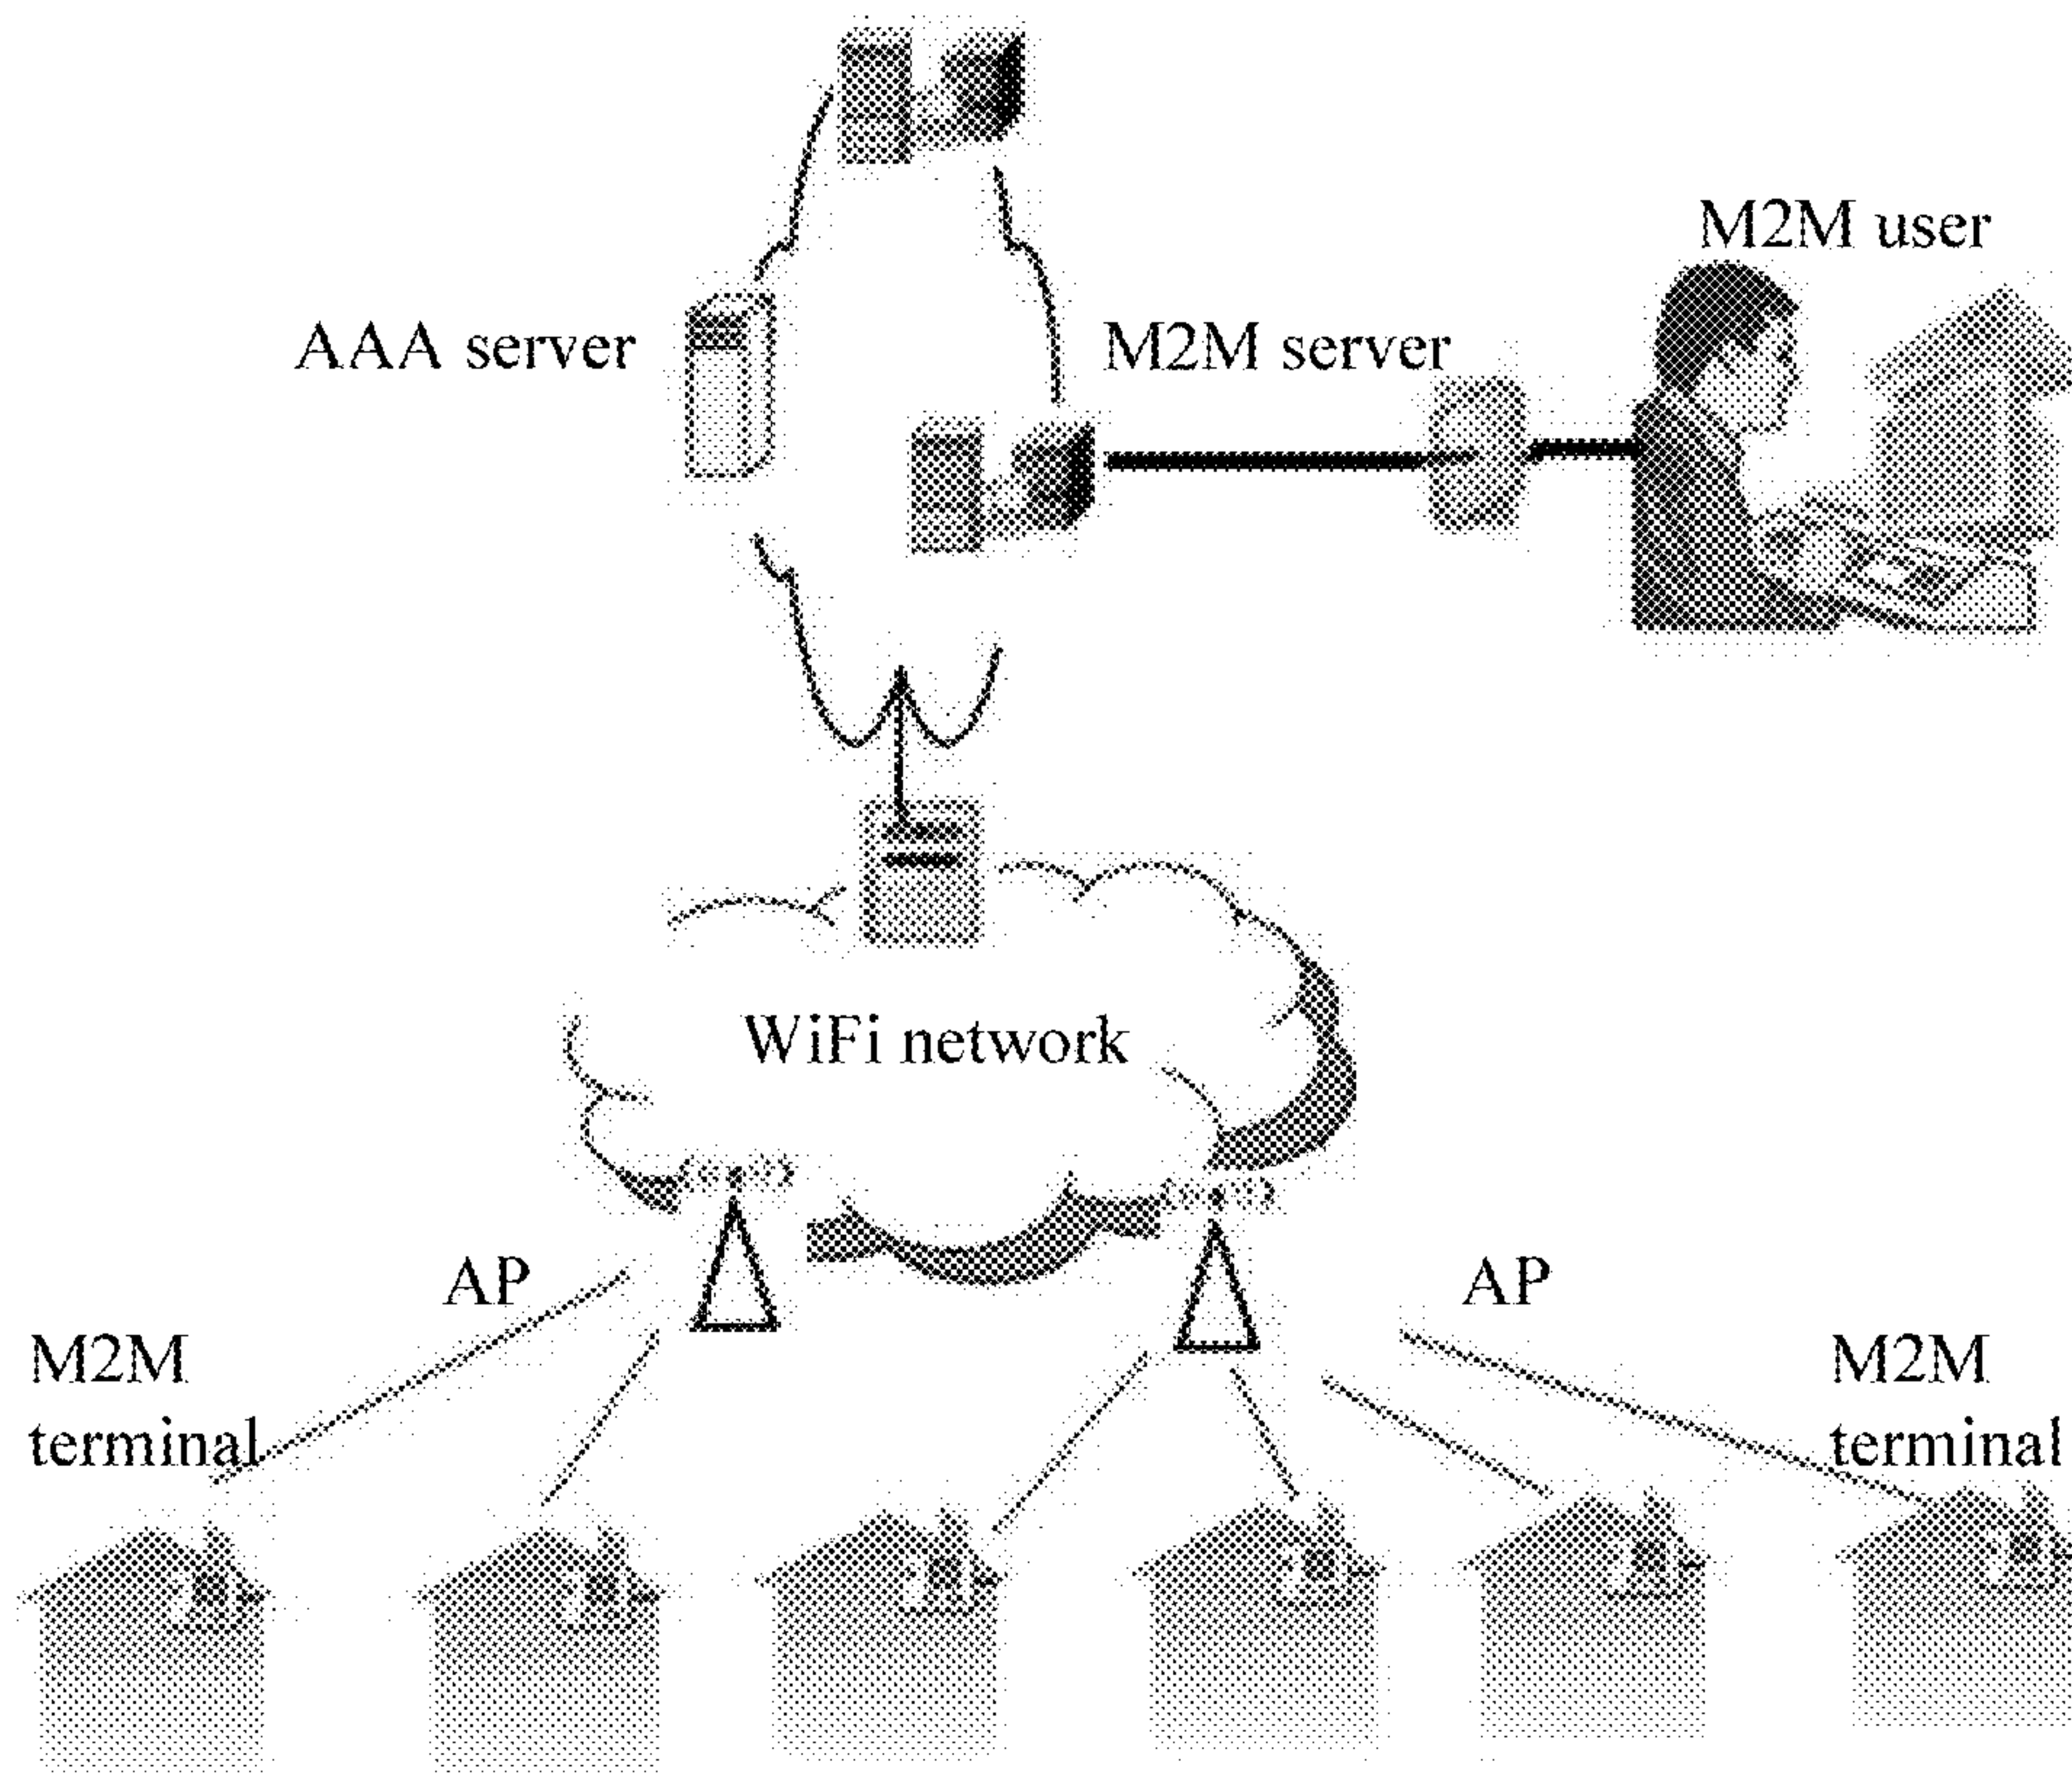 M2M user
AAA server
M2M server
WiFi network
AP
AP
M2M
terminal
M2M
terminal